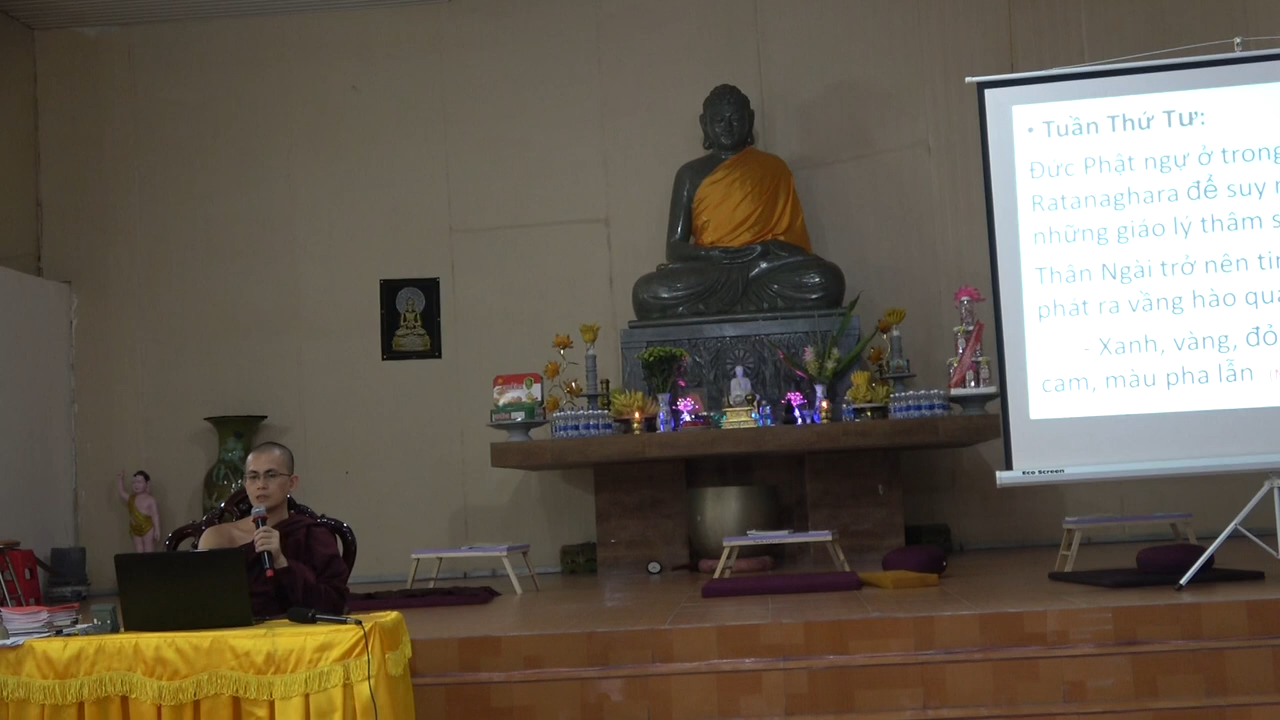 • Tuần Thứ Tư:
Đức Phật ngự ở trong
Ratanaghara để suy
những giáo lý thâm
Thân Ngài trở nên
phát ra vầng hào
- Xanh, vàng, đỏ
cam, màu pha lẫn
Eco Screen